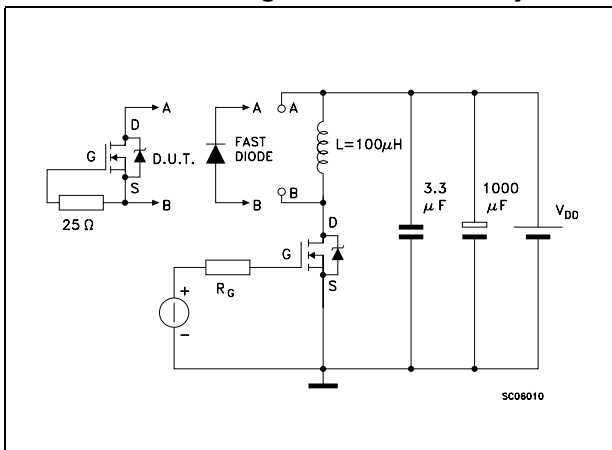 A
D
G
D.U.T.
S
B
25 Ω
A
FAST
DIODE
B
A
L=100μH
B
D
G
S
R_G
+
-
3.3
μF
1000
μF
V_DD
SC06010